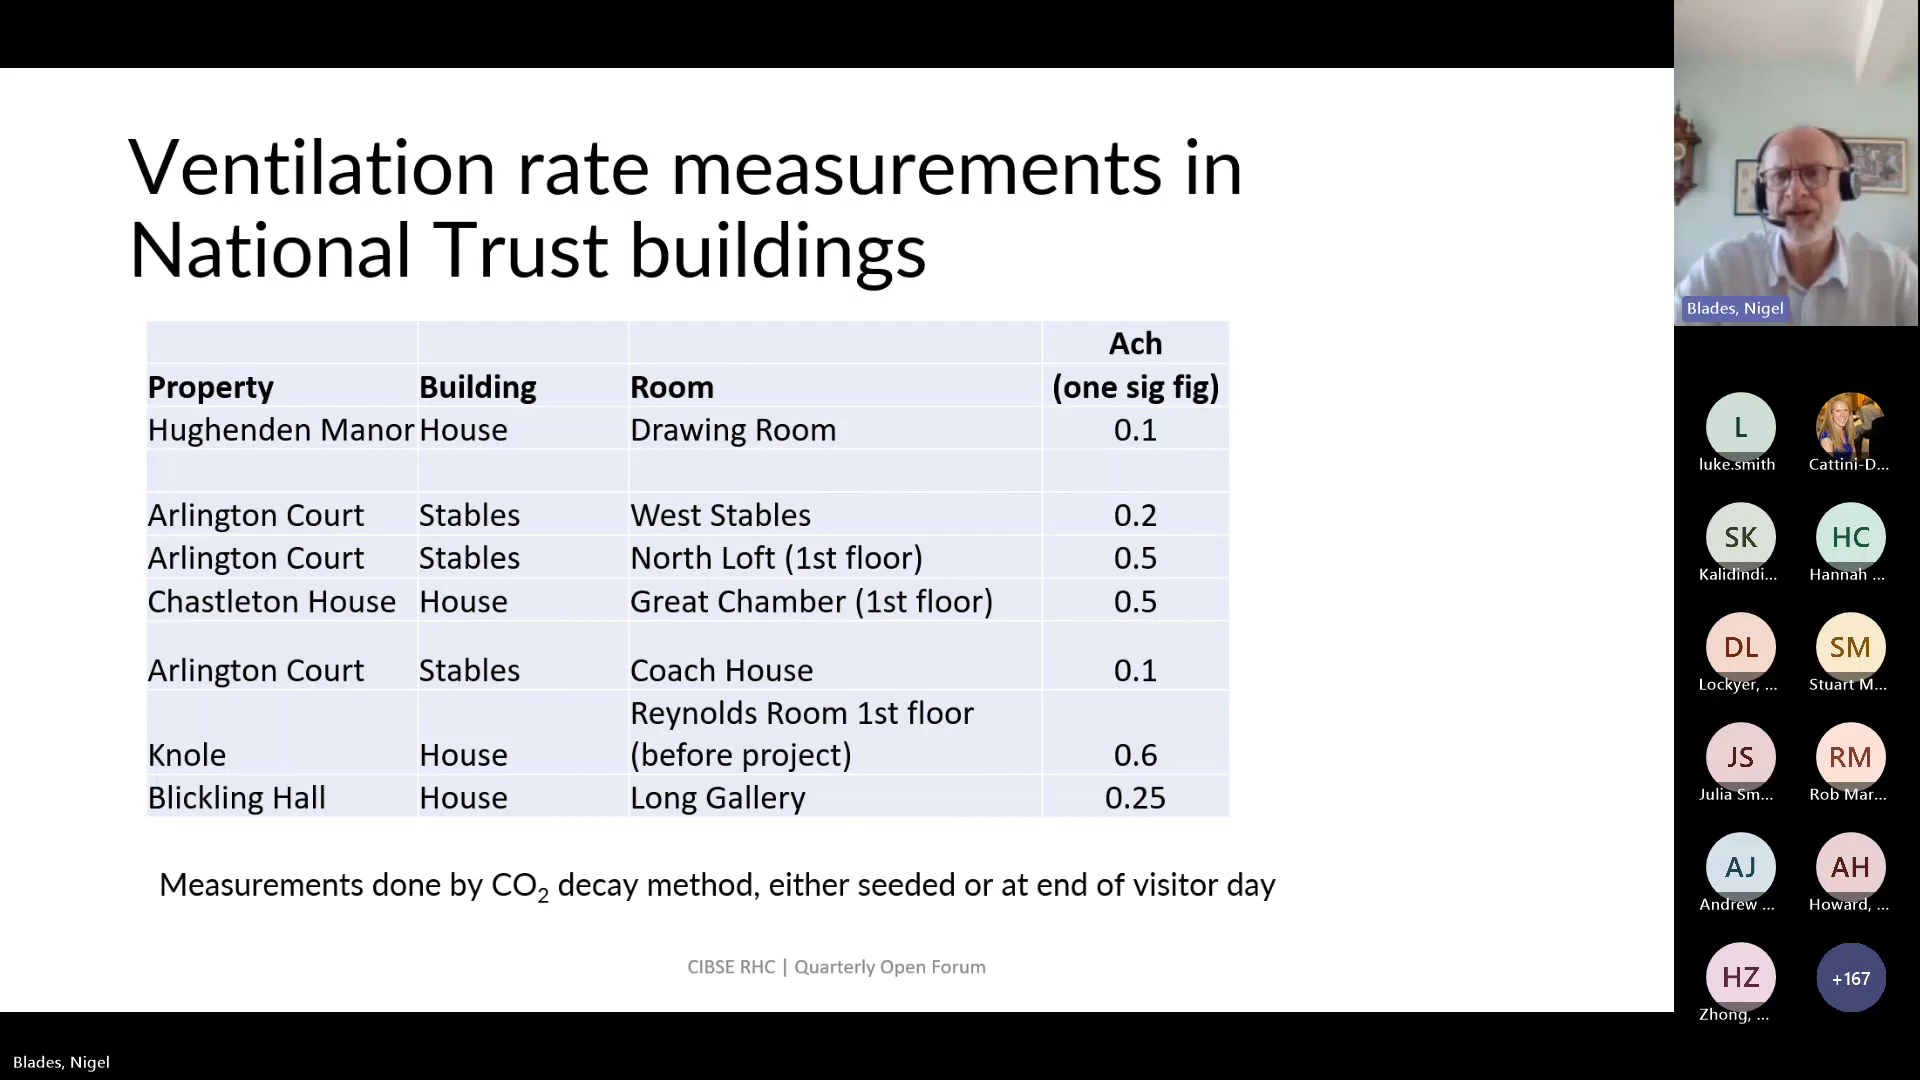 Ventilation rate measurements in
National Trust buildings
Ach
Property Building Room (one sig fig)
Hughenden Manor House Drawing Room 0.1
Arlington Court Stables West Stables 0.2
Arlington Court Stables North Loft (1st floor) 0.5
Chastleton House House Great Chamber (1st floor) 0.5
Arlington Court Stables Coach House 0.1
Reynolds Room 1st floor
Knole House (before project) 0.6
Blickling Hall House Long Gallery 0.25
Measurements done by CO₂ decay method, either seeded or at end of visitor day
CIBSE RHC | Quarterly Open Forum
Blades, Nigel
Blades, Nigel
L
luke.smith Cattini-D...
SK HC
Kalidindi... Hannah ...
DL SM
Lockyer, ... Stuart M...
JS RM
Julia Sm... Rob Mar...
AJ AH
Andrew ... Howard, ...
HZ +167
Zhong, ...